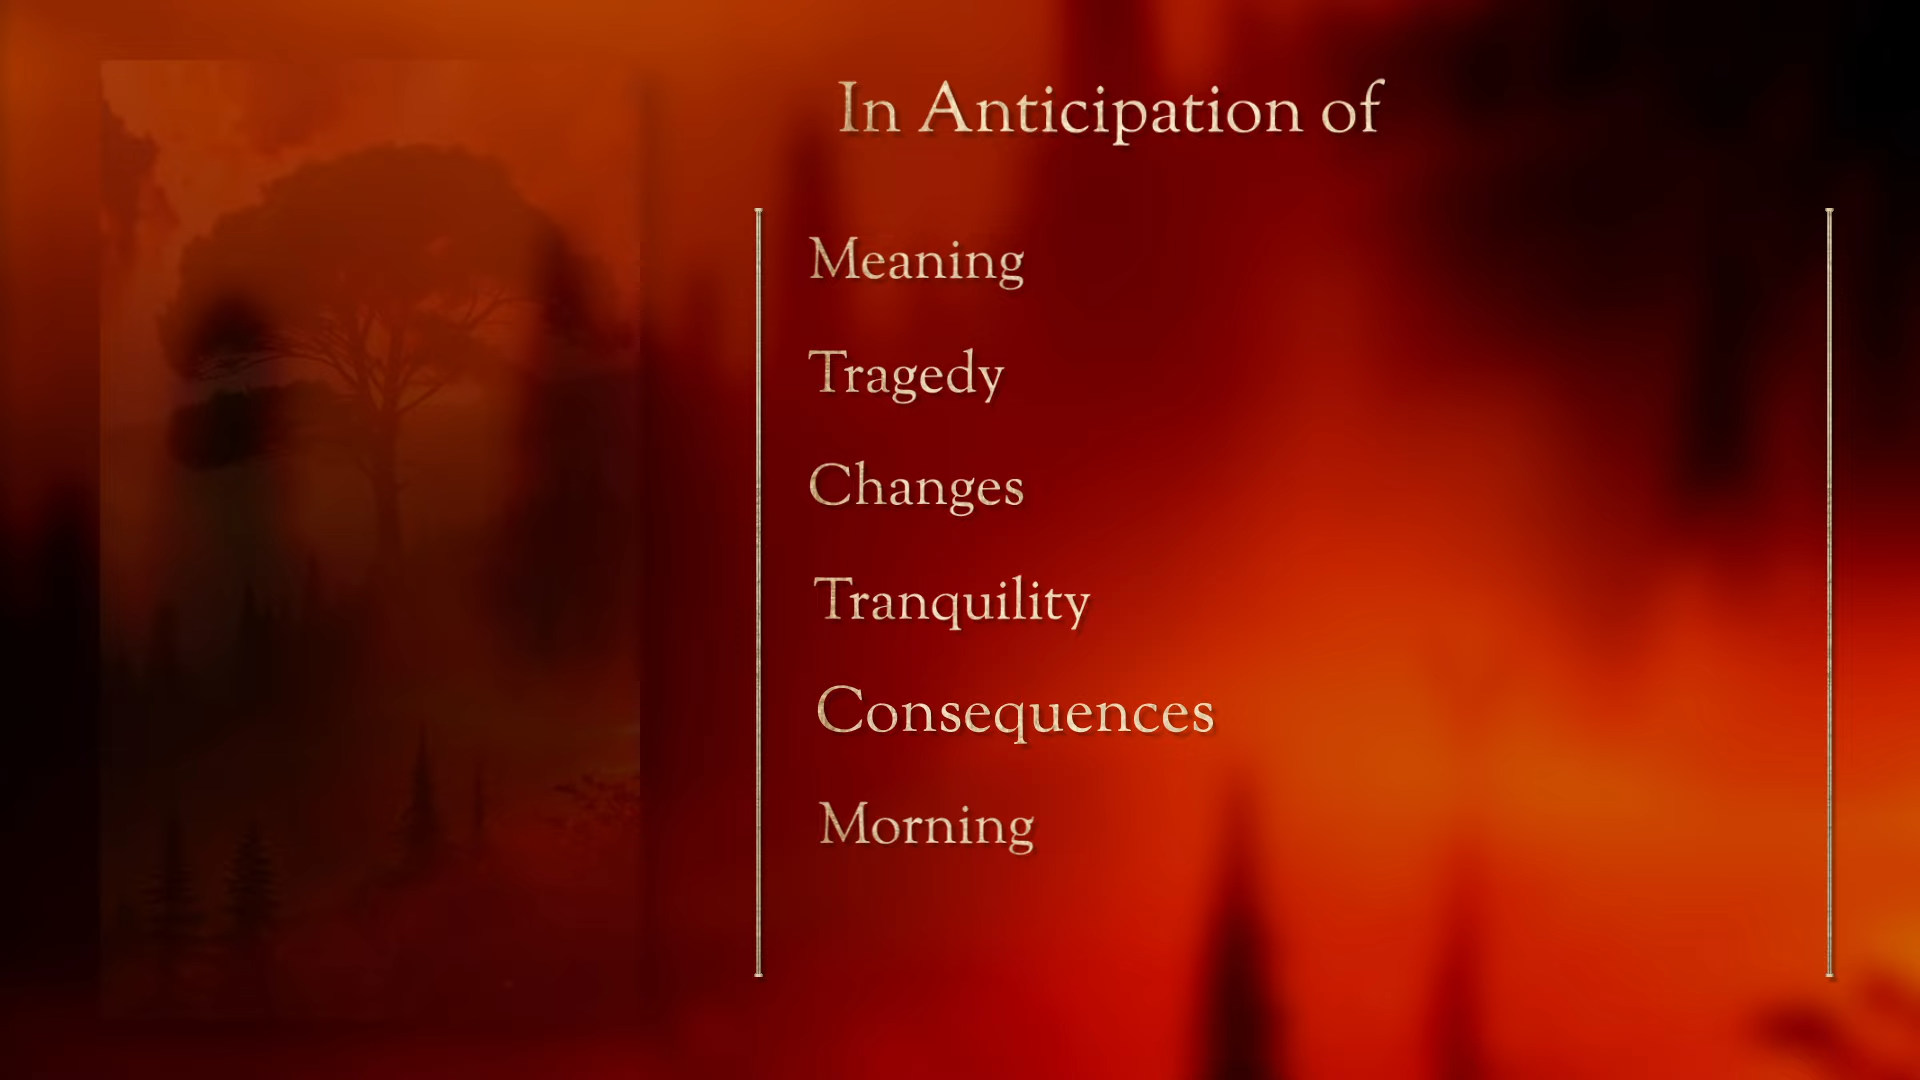 In Anticipation of
Meaning
Tragedy
Changes
Tranquility
Consequences
Morning